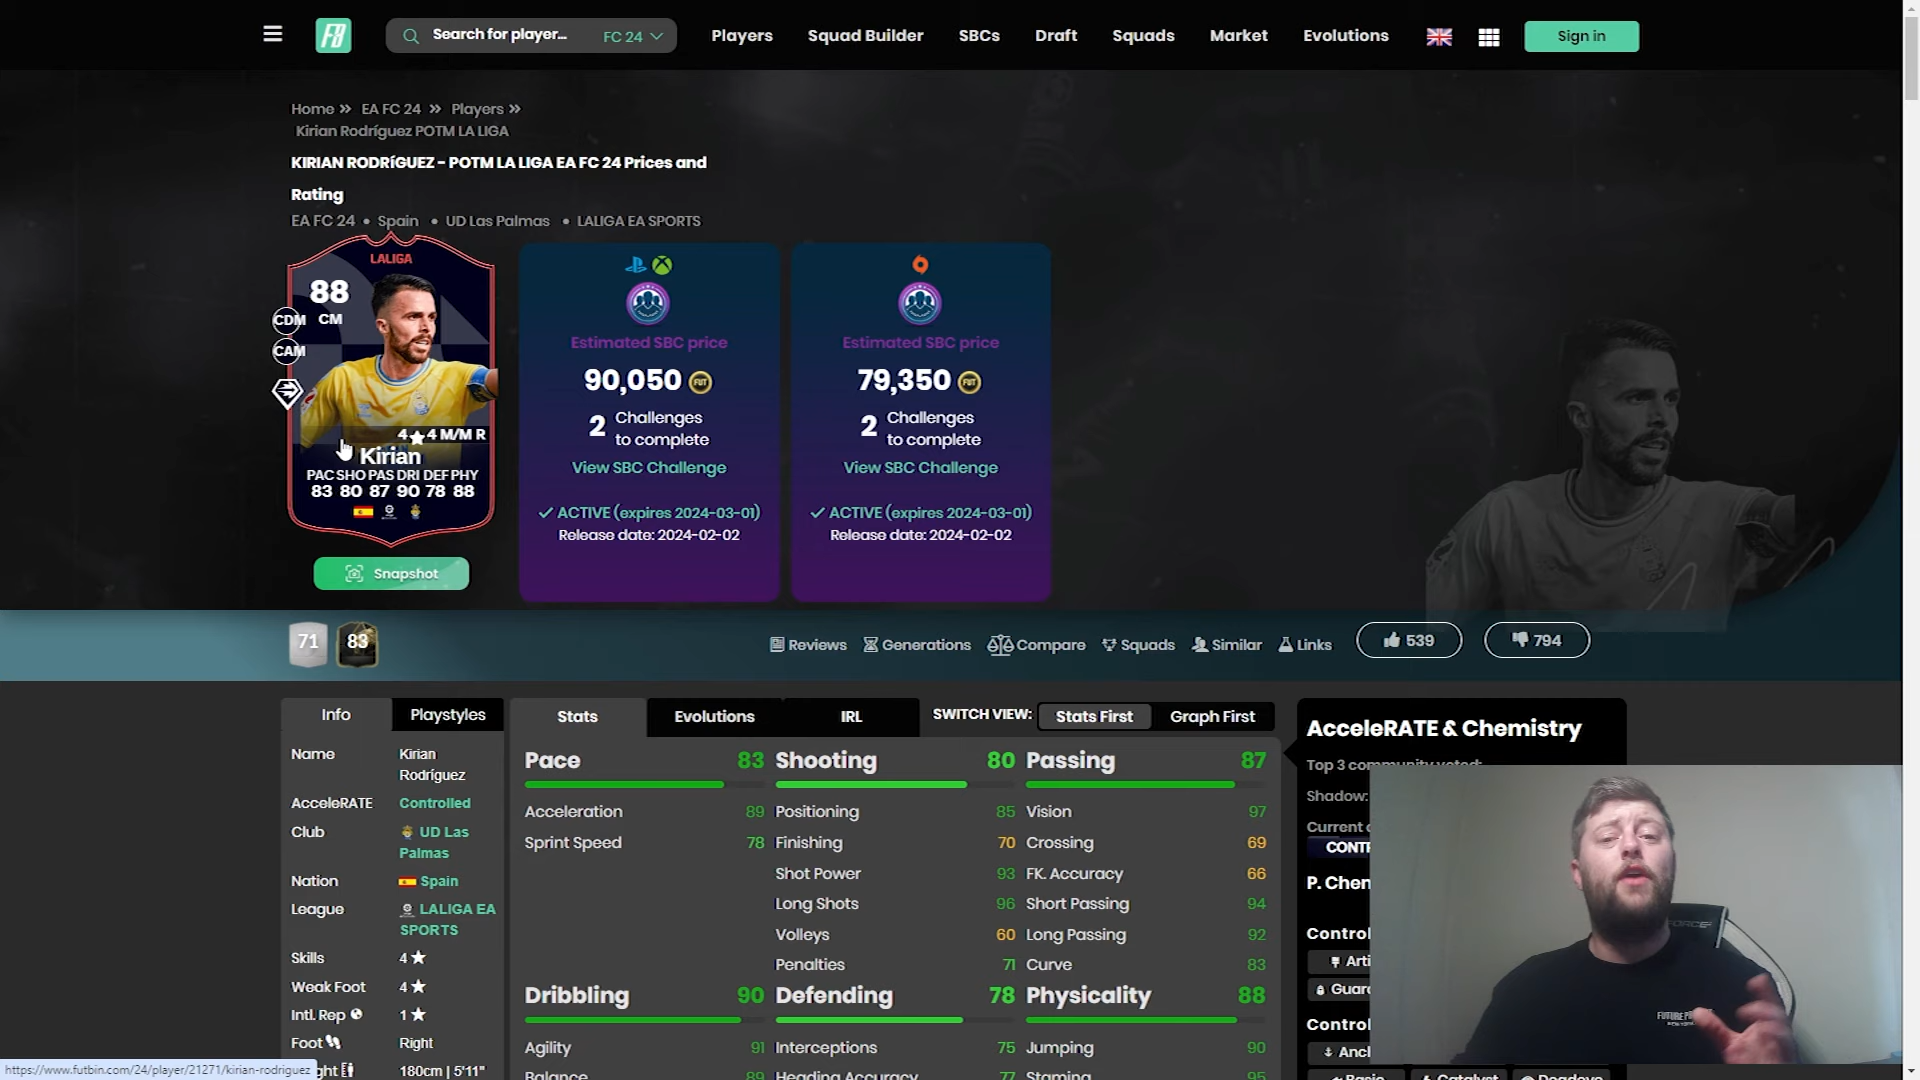 F8
Search for player...
FC 24
Players
Squad Builder
SBCs
Draft
Squads
Market
Evolutions
Sign in
Home » EA FC 24 » Players »
Kirian Rodríguez POTM LA LIGA
KIRIAN RODRíGUEZ - POTM LA LIGA EA FC 24 Prices and
Rating
EA FC 24 • Spain • UD Las Palmas • LALIGA EA SPORTS
LALIGA
88
CM
CDM
CAM
4★4 M/M R
Kirian
PAC SHO PAS DRI DEF PHY
83 80 87 90 78 88
Snapshot
Estimated SBC price
90,050 FUT
2 Challenges
to complete
View SBC Challenge
ACTIVE (expires 2024-03-01)
Release date: 2024-02-02
Estimated SBC price
79,350 FUT
2 Challenges
to complete
View SBC Challenge
ACTIVE (expires 2024-03-01)
Release date: 2024-02-02
71
83
Reviews
Generations
Compare
Squads
Similar
Links
539
794
Info
Playstyles
Name Kirian
Rodríguez
AcceleRATE Controlled
Club UD Las
Palmas
Nation Spain
League LALIGA EA
SPORTS
Skills 4★
Weak Foot 4★
Intl. Rep 1★
Foot Right
180cm | 5'11"
Stats
Evolutions
IRL
SWITCH VIEW:
Stats First
Graph First
Pace 83
Acceleration 89
Sprint Speed 78
Shooting 80
Positioning 85
Finishing 70
Shot Power 93
Long Shots 96
Volleys 60
Penalties 71
Passing 87
Vision 97
Crossing 69
FK. Accuracy 66
Short Passing 94
Long Passing 92
Curve 83
Dribbling 90
Agility 91
Balance 89
Defending 78
Interceptions 75
Heading Accuracy 77
Physicality 88
Jumping 90
Stamina 95
AcceleRATE & Chemistry
Top 3 community voted:
Shadow:
https://www.futbin.com/24/player/21271/kirian-rodriguez